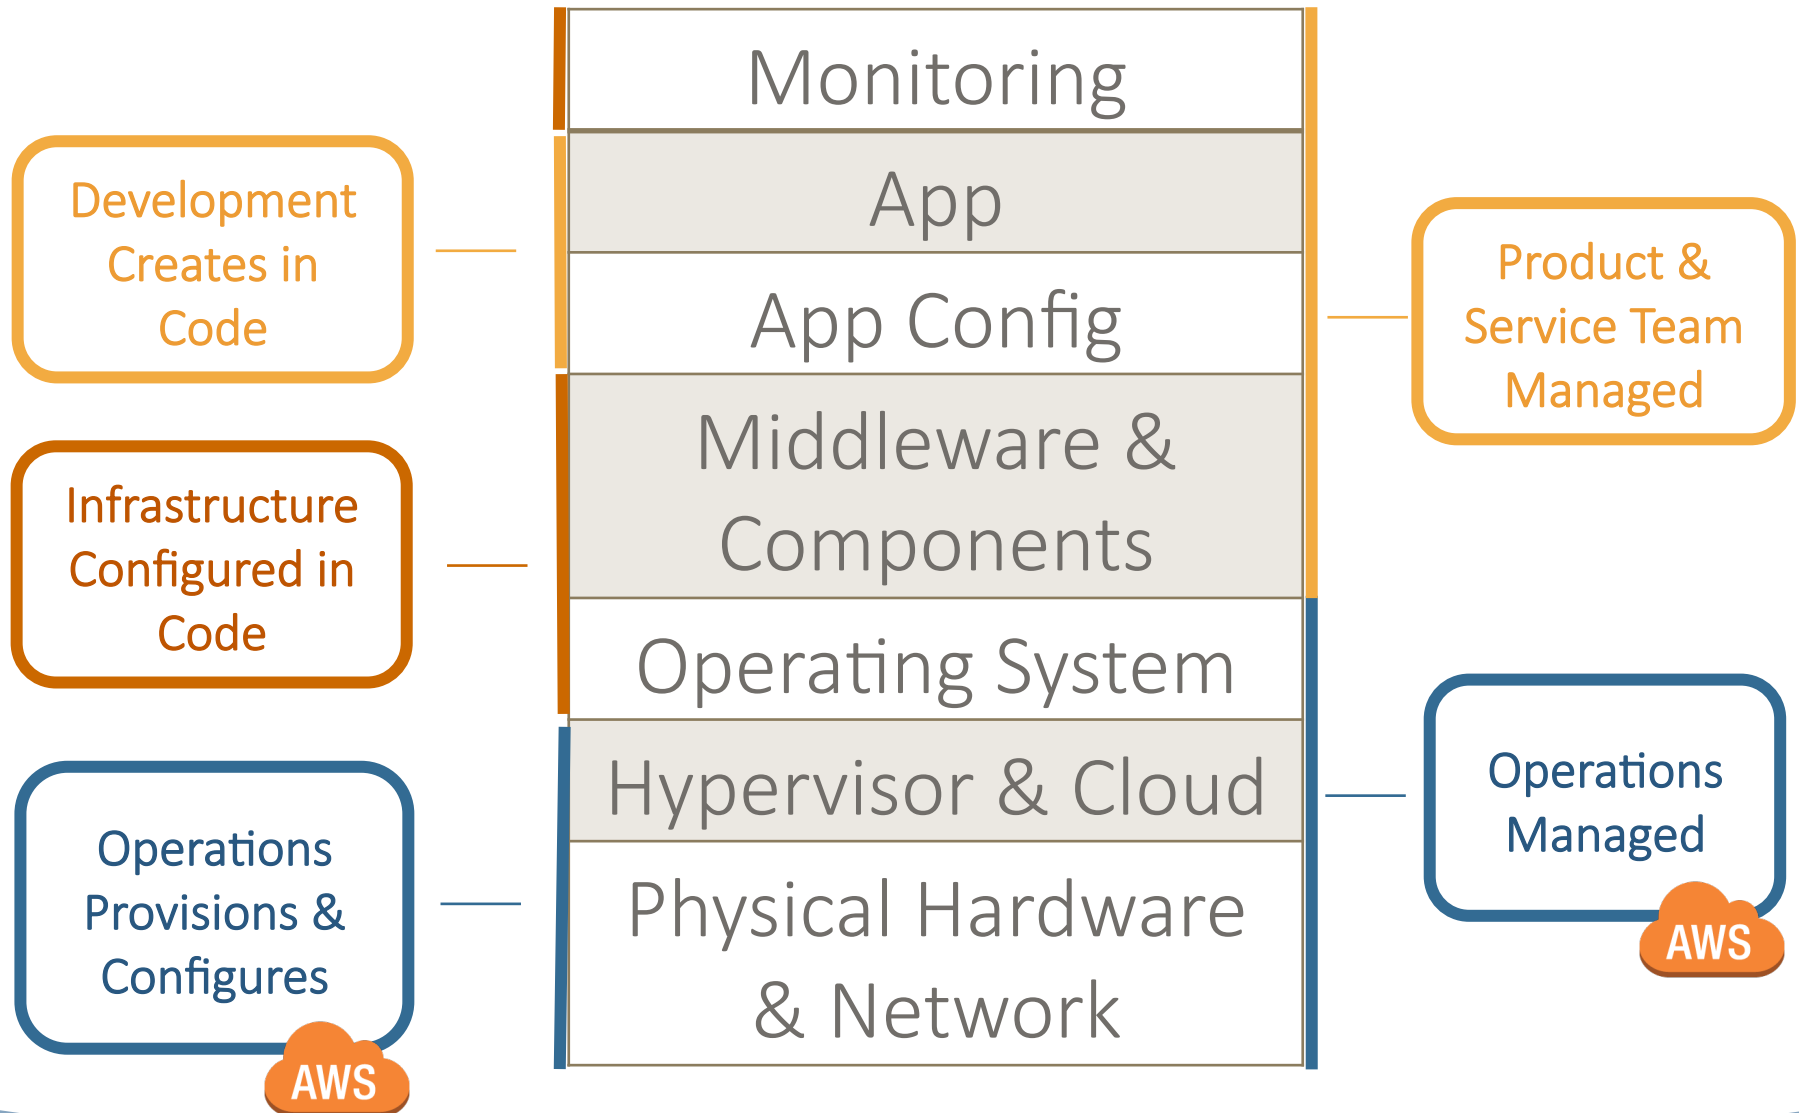 Monitoring
App
App Config
Middleware &
Components
Operating System
Hypervisor & Cloud
Physical Hardware
& Network
Development
Creates in
Code
Infrastructure
Configured in
Code
Operations
Provisions &
Configures
AWS
Product &
Service Team
Managed
Operations
Managed
AWS